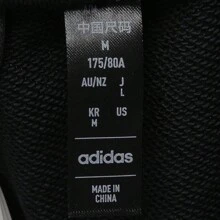 中国尺码
M
175/80A
AU/NZ J
L
KR US
M
adidas
MADE IN
CHINA